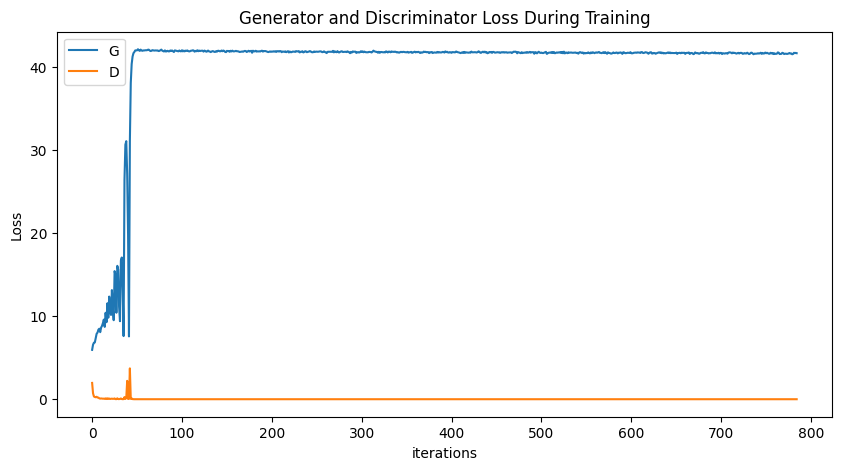 Generator and Discriminator Loss During Training
G
D
Loss
40
30
20
10
0
0 100 200 300 400 500 600 700 800
iterations